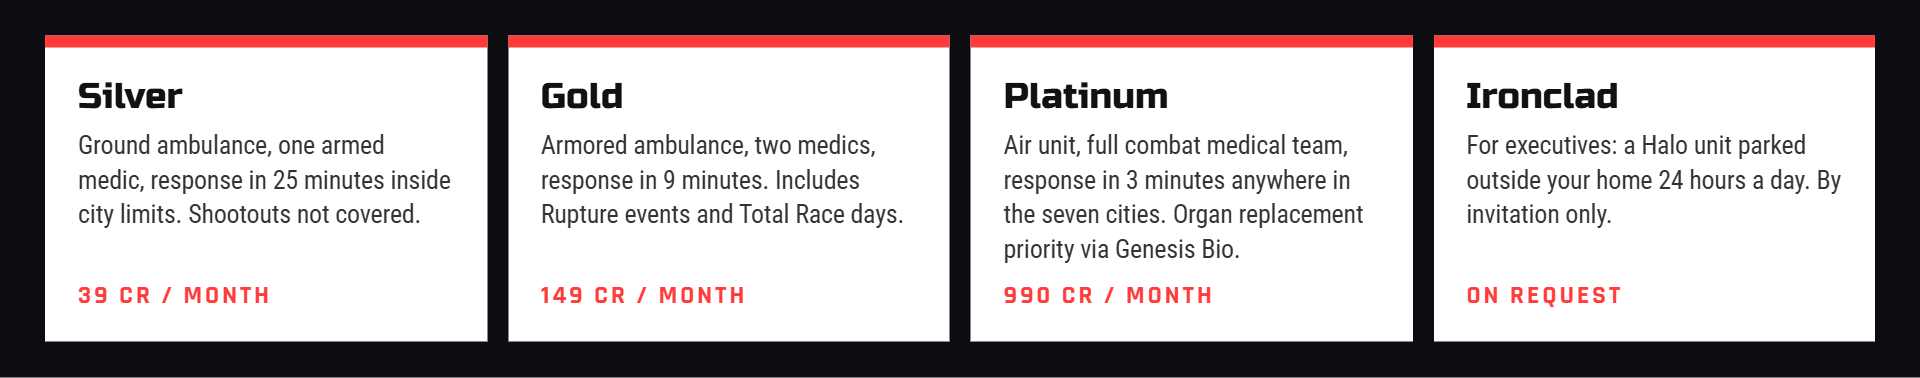 Silver
Ground ambulance, one armed
medic, response in 25 minutes inside
city limits. Shootouts not covered.
39 CR / MONTH
Gold
Armored ambulance, two medics,
response in 9 minutes. Includes
Rupture events and Total Race days.
149 CR / MONTH
Platinum
Air unit, full combat medical team,
response in 3 minutes anywhere in
the seven cities. Organ replacement
priority via Genesis Bio.
990 CR / MONTH
Ironclad
For executives: a Halo unit parked
outside your home 24 hours a day. By
invitation only.
ON REQUEST